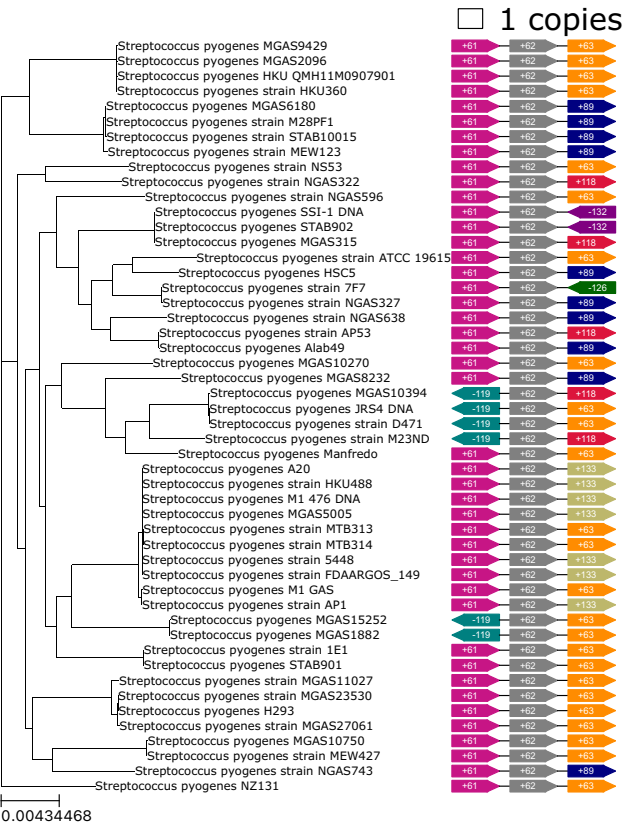 1 copies
Streptococcus pyogenes MGAS9429 +61 +62 +63
Streptococcus pyogenes MGAS2096 +61 +62 +63
Streptococcus pyogenes HKU QMH11M0907901 +61 +62 +63
Streptococcus pyogenes strain HKU360 +61 +62 +63
Streptococcus pyogenes MGAS6180 +61 +62 +89
Streptococcus pyogenes strain M28PF1 +61 +62 +89
Streptococcus pyogenes strain STAB10015 +61 +62 +89
Streptococcus pyogenes strain MEW123 +61 +62 +89
Streptococcus pyogenes strain NS53 +61 +62 +63
Streptococcus pyogenes strain NGAS322 +61 +62 +118
Streptococcus pyogenes strain NGAS596 +61 +62 +63
Streptococcus pyogenes SSI-1 DNA +61 +62 -132
Streptococcus pyogenes STAB902 +61 +62 -132
Streptococcus pyogenes MGAS315 +61 +62 +118
Streptococcus pyogenes strain ATCC 19615 +61 +62 +63
Streptococcus pyogenes HSC5 +61 +62 +89
Streptococcus pyogenes strain 7F7 +61 +62 -126
Streptococcus pyogenes strain NGAS327 +61 +62 +89
Streptococcus pyogenes strain NGAS638 +61 +62 +89
Streptococcus pyogenes strain AP53 +61 +62 +118
Streptococcus pyogenes Alab49 +61 +62 +89
Streptococcus pyogenes MGAS10270 +61 +62 +63
Streptococcus pyogenes MGAS8232 +61 +62 +89
Streptococcus pyogenes MGAS10394 -119 +62 +118
Streptococcus pyogenes JRS4 DNA -119 +62 +63
Streptococcus pyogenes strain D471 -119 +62 +63
Streptococcus pyogenes strain M23ND -119 +62 +118
Streptococcus pyogenes Manfredo +61 +62 +63
Streptococcus pyogenes A20 +61 +62 +133
Streptococcus pyogenes strain HKU488 +61 +62 +133
Streptococcus pyogenes M1 476 DNA +61 +62 +133
Streptococcus pyogenes MGAS5005 +61 +62 +133
Streptococcus pyogenes strain MTB313 +61 +62 +63
Streptococcus pyogenes strain MTB314 +61 +62 +63
Streptococcus pyogenes strain 5448 +61 +62 +133
Streptococcus pyogenes strain FDAARGOS_149 +61 +62 +133
Streptococcus pyogenes M1 GAS +61 +62 +63
Streptococcus pyogenes strain AP1 +61 +62 +133
Streptococcus pyogenes MGAS15252 -119 +62 +63
Streptococcus pyogenes MGAS1882 -119 +62 +63
Streptococcus pyogenes strain 1E1 +61 +62 +63
Streptococcus pyogenes STAB901 +61 +62 +63
Streptococcus pyogenes strain MGAS11027 +61 +62 +63
Streptococcus pyogenes strain MGAS23530 +61 +62 +63
Streptococcus pyogenes H293 +61 +62 +63
Streptococcus pyogenes strain MGAS27061 +61 +62 +63
Streptococcus pyogenes MGAS10750 +61 +62 +63
Streptococcus pyogenes strain MEW427 +61 +62 +63
Streptococcus pyogenes strain NGAS743 +61 +62 +89
Streptococcus pyogenes NZ131 +61 +62 +63
0.00434468